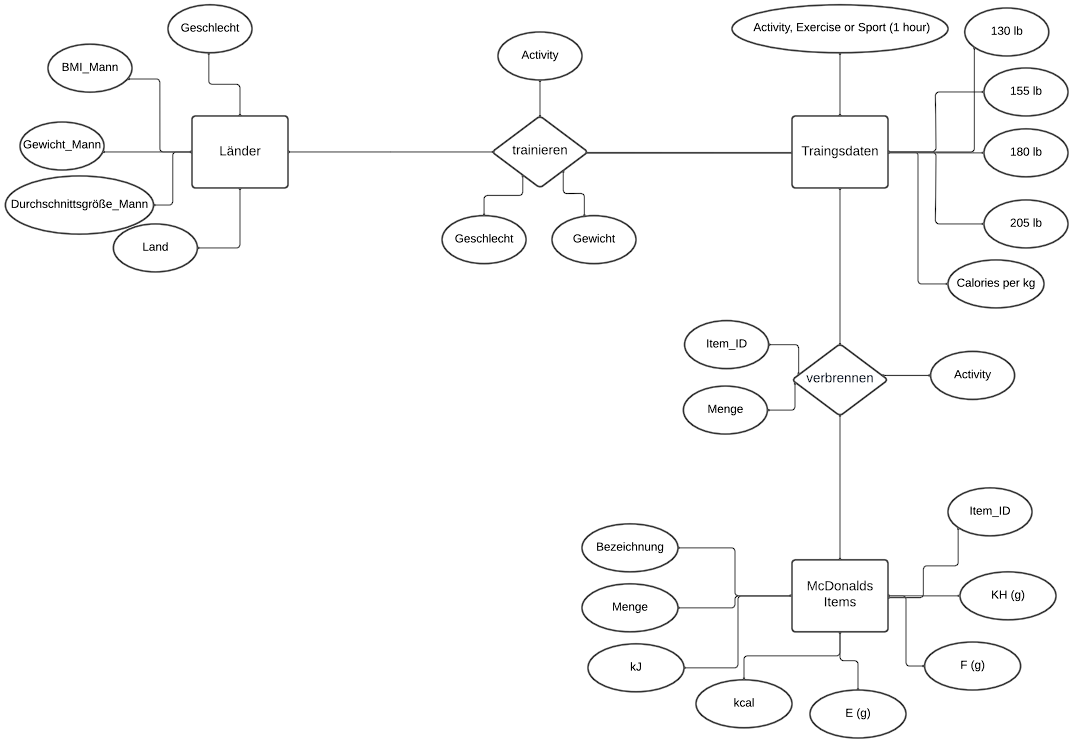 Geschlecht
Activity, Exercise or Sport (1 hour)
130 lb
Activity
BMI_Mann
155 lb
Gewicht_Mann
Länder
trainieren
Traingsdaten
180 lb
Durchschnittsgröße_Mann
205 lb
Land
Geschlecht
Gewicht
Calories per kg
Item_ID
verbrennen
Activity
Menge
Item_ID
Bezeichnung
McDonalds
Items
KH (g)
Menge
kJ
F (g)
kcal
E (g)